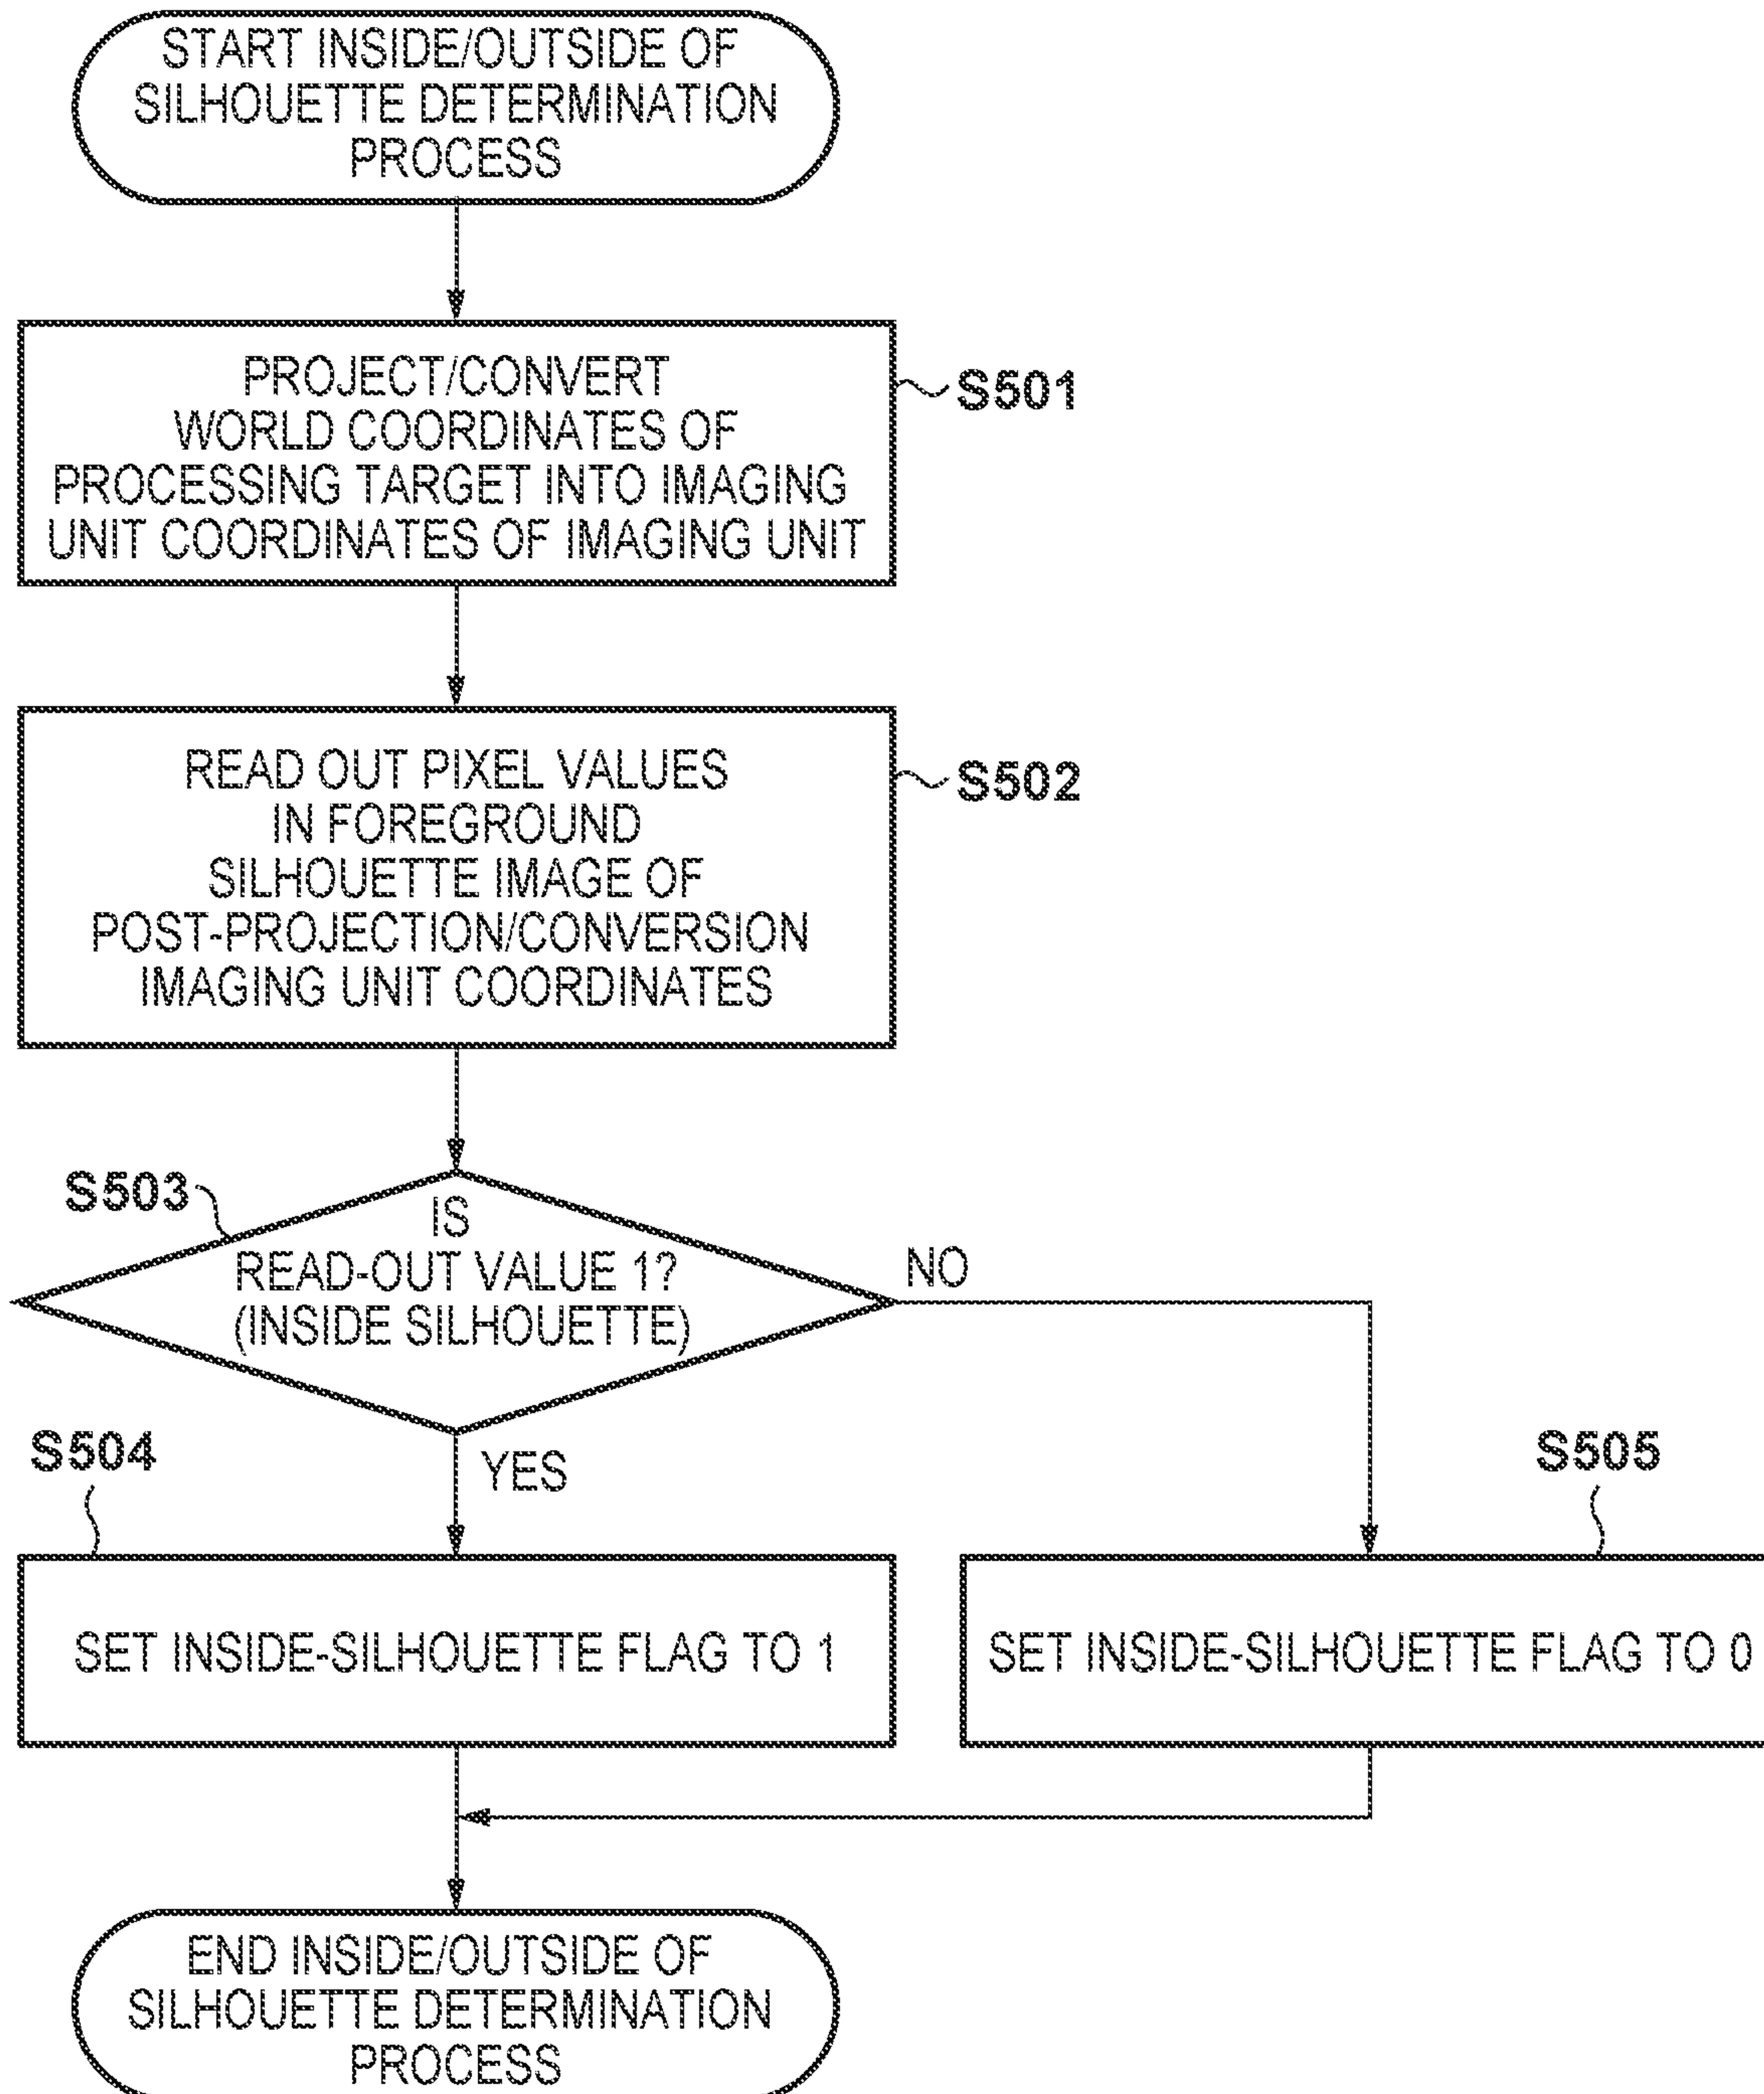 START INSIDE/OUTSIDE OF
SILHOUETTE DETERMINATION
PROCESS
PROJECT/CONVERT
WORLD COORDINATES OF
PROCESSING TARGET INTO IMAGING
UNIT COORDINATES OF IMAGING UNIT
S501
READ OUT PIXEL VALUES
IN FOREGROUND
SILHOUETTE IMAGE OF
POST-PROJECTION/CONVERSION
IMAGING UNIT COORDINATES
S502
S503
IS
READ-OUT VALUE 1?
(INSIDE SILHOUETTE)
NO
YES
S504
SET INSIDE-SILHOUETTE FLAG TO 1
S505
SET INSIDE-SILHOUETTE FLAG TO 0
END INSIDE/OUTSIDE OF
SILHOUETTE DETERMINATION
PROCESS